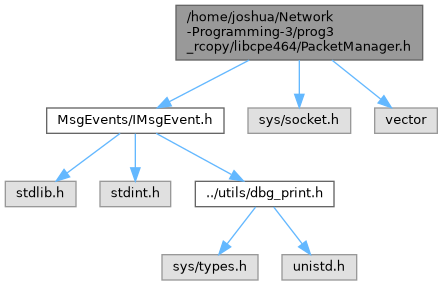 /home/joshua/Network
-Programming-3/prog3
_rcopy/libcpe464/PacketManager.h
MsgEvents/IMsgEvent.h
sys/socket.h
vector
stdlib.h
stdint.h
../utils/dbg_print.h
sys/types.h
unistd.h